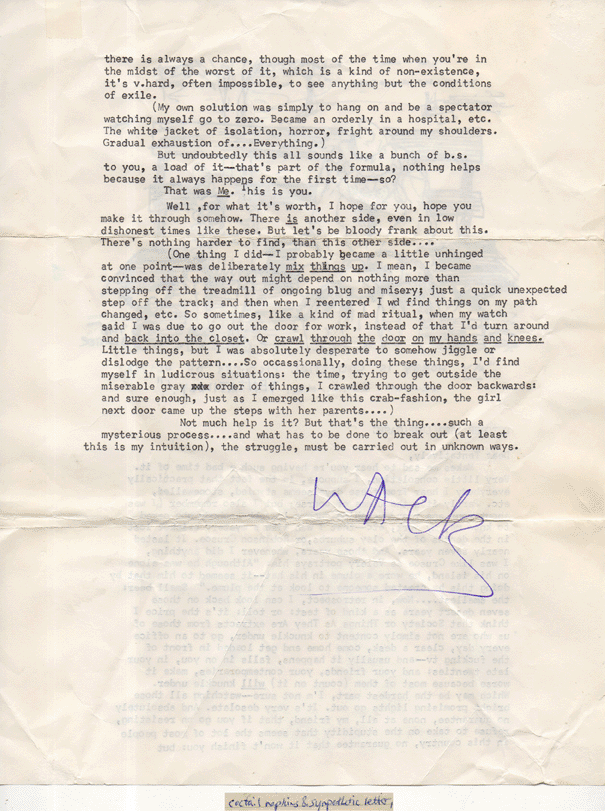 there is always a chance, though most of the time when you're in
the midst of the worst of it, which is a kind of non-existence,
it's v.hard, often impossible, to see anything but the conditions
of exile.
(My own solution was simply to hang on and be a spectator
watching myself go to zero. Became an orderly in a hospital, etc.
The white jacket of isolation, horror, fright around my shoulders.
Gradual exhaustion of....Everything.)
But undoubtedly this all sounds like a bunch of b.s.
to you, a load of it--that's part of the formula, nothing helps
because it always happens for the first time--so?
That was Me. This is you.
Well ,for what it's worth, I hope for you, hope you
make it through somehow. There is another side, even in low
dishonest times like these. But let's be bloody frank about this.
There's nothing harder to find, than this other side....
(One thing I did--I probably became a little unhinged
at one point--was deliberately mix things up. I mean, I became
convinced that the way out might depend on nothing more than
stepping off the treadmill of ongoing blug and misery; just a quick unexpected
step off the track; and then when I reentered I wd find things on my path
changed, etc. So sometimes, like a kind of mad ritual, when my watch
said I was due to go out the door for work, instead of that I'd turn around
and back into the closet. Or crawl through the door on my hands and knees.
Little things, but I was absolutely desperate to somehow jiggle or
dislodge the pattern....So occassionally, doing these things, I'd find
myself in ludicrous situations: the time, trying to get outside the
miserable gray xxx order of things, I crawled through the door backwards:
and sure enough, just as I emerged like this crab-fashion, the girl
next door came up the steps with her parents....)
Not much help is it? But that's the thing....such a
mysterious process....and what has to be done to break out (at least
this is my intuition), the struggle, must be carried out in unknown ways.
coctail napkins & sympathetic letter,